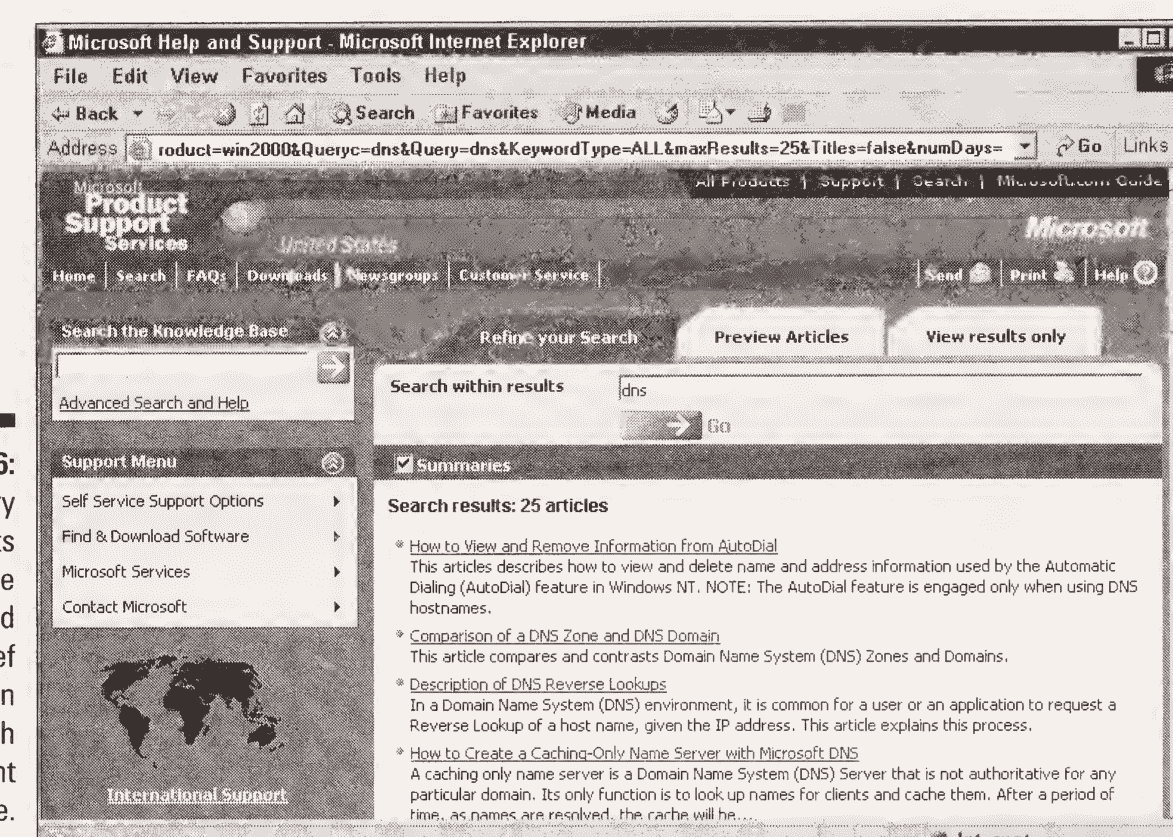 Microsoft Help and Support - Microsoft Internet Explorer
File Edit View Favorites Tools Help
Back Search Favorites Media
Address roduct=win2000&Queryc=dns&Query=dns&KeywordType=ALL&maxResults=25&Titles=false&numDays= Go Links
All Products | Support | Search | Microsoft.com Guide
Microsoft
Product
Support
Services
United States
Microsoft
Home | Search | FAQs | Downloads | Newsgroups | Customer Service |
Send | Print | Help
Search the Knowledge Base
Advanced Search and Help
Refine your Search
Preview Articles
View results only
Search within results
dns
Go
Support Menu
Self Service Support Options
Find & Download Software
Microsoft Services
Contact Microsoft
International Support
Summaries
Search results: 25 articles
How to View and Remove Information from AutoDial
This articles describes how to view and delete name and address information used by the Automatic
Dialing (AutoDial) feature in Windows NT. NOTE: The AutoDial feature is engaged only when using DNS
hostnames.
Comparison of a DNS Zone and DNS Domain
This article compares and contrasts Domain Name System (DNS) Zones and Domains.
Description of DNS Reverse Lookups
In a Domain Name System (DNS) environment, it is common for a user or an application to request a
Reverse Lookup of a host name, given the IP address. This article explains this process.
How to Create a Caching-Only Name Server with Microsoft DNS
A caching only name server is a Domain Name System (DNS) Server that is not authoritative for any
particular domain. Its only function is to look up names for clients and cache them. After a period of
time, as names are resolved, the cache will be....